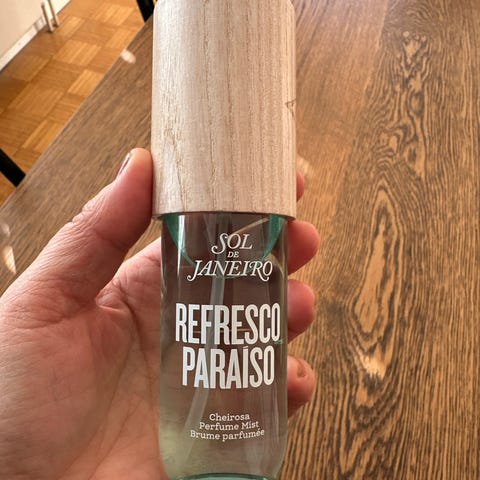 SOL
DE
JANEIRO
REFRESCO
PARAÍSO
Cheirosa
Perfume Mist
Brume parfumée